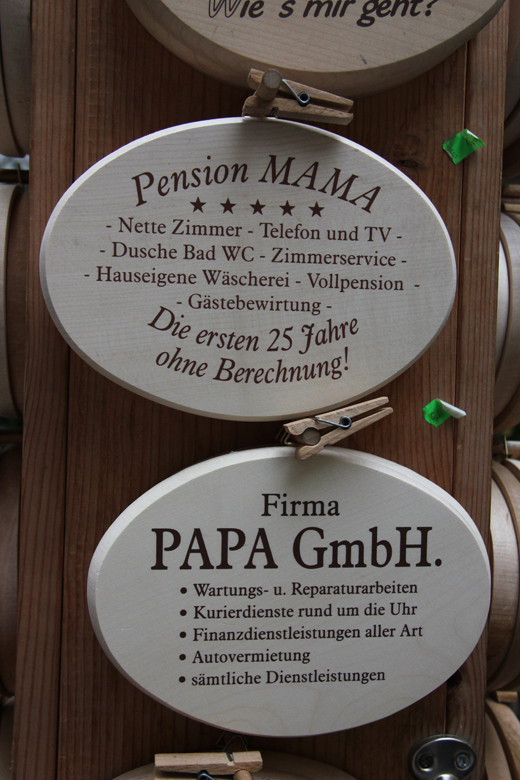 Wie's mir geht?
Pension MAMA
★ ★ ★ ★ ★
- Nette Zimmer - Telefon und TV -
- Dusche Bad WC - Zimmerservice -
- Hauseigene Wäscherei - Vollpension -
- Gästebewirtung -
Die ersten 25 Jahre
ohne Berechnung!
Firma
PAPA GmbH.
• Wartungs- u. Reparaturarbeiten
• Kurierdienste rund um die Uhr
• Finanzdienstleistungen aller Art
• Autovermietung
• sämtliche Dienstleistungen